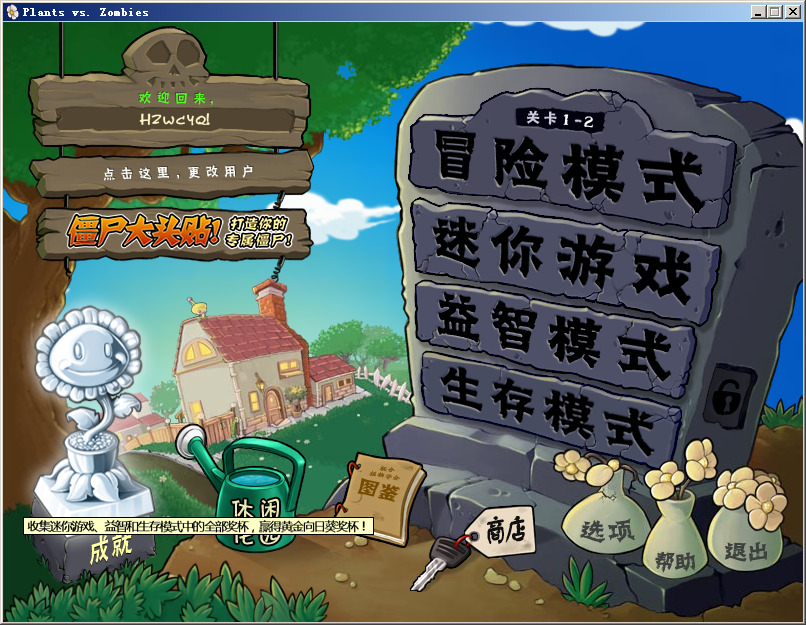 Plants vs. Zombies
欢迎回来,
HZWCYQ1
点击这里,更改用户
僵尸大头贴!
打造你的
专属僵尸!
关卡1-2
冒险模式
迷你游戏
益智模式
生存模式
图鉴
休闲
收集迷你游戏、益智和生存模式中的全部奖杯，赢得黄金向日葵奖杯！
成就
商店
选项
帮助
退出